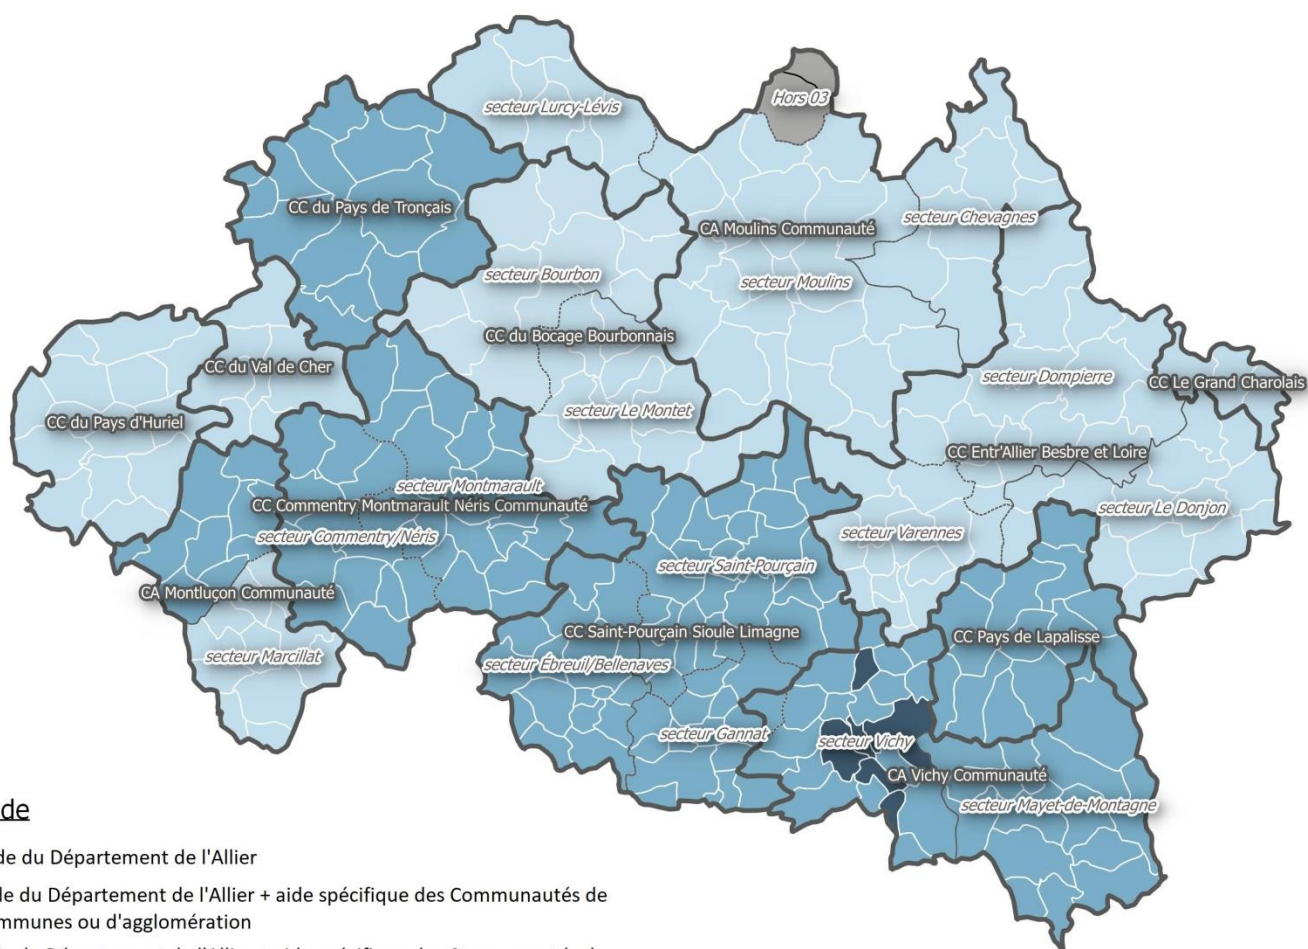 secteur Lurcy-Lévis
Hors 03
CC du Pays de Tronçais
CA Moulins Communauté
secteur Chevagnes
secteur Bourbon
secteur Moulins
CC du Bocage Bourbonnais
CC du Val de Cher
secteur Dompierre
CC Le Grand Charolais
secteur Le Montet
CC du Pays d'Huriel
CC Entr'Allier Besbre et Loire
secteur Montmarault
CC Commentry Montmarault Néris Communauté
secteur Le Donjon
secteur Commentry/Néris
secteur Varennes
secteur Saint-Pourçain
CA Montluçon Communauté
CC Saint-Pourçain Sioule Limagne
CC Pays de Lapalisse
secteur Marcillat
secteur Ébreuil/Bellenaves
secteur Gannat
secteur Vichy
CA Vichy Communauté
secteur Mayet-de-Montagne
de
de du Département de l'Allier
de du Département de l'Allier + aide spécifique des Communautés de
mmunes ou d'agglomération